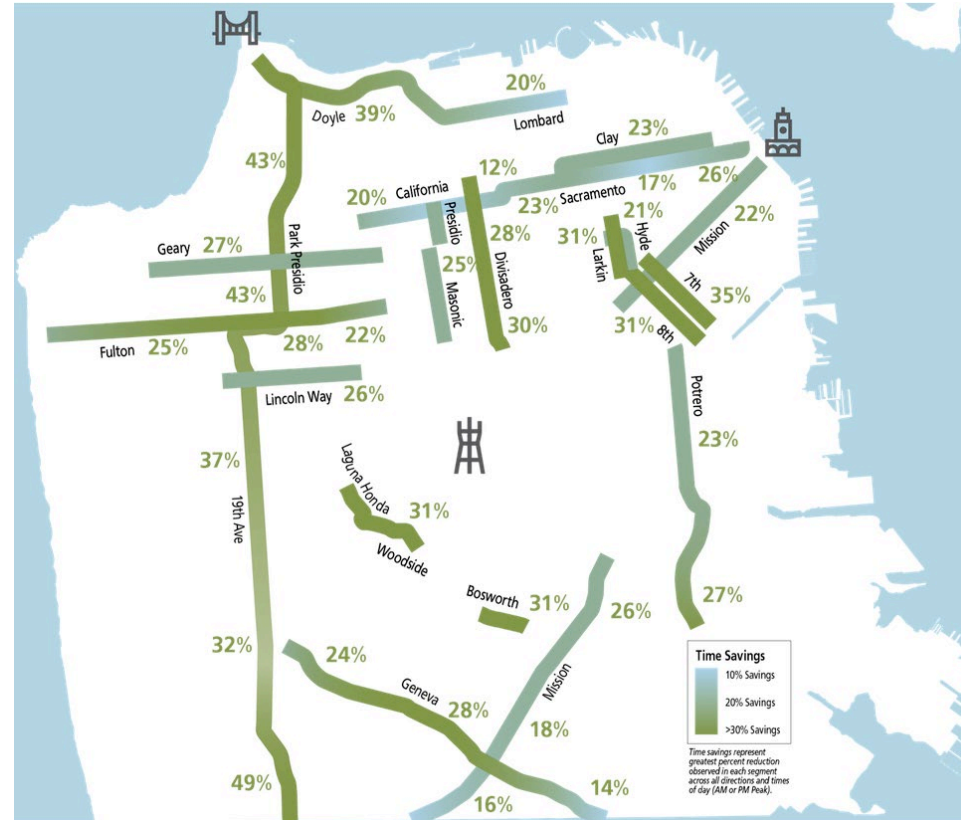 20%
Doyle 39%
Lombard
Clay 23%
43%
12%
26%
20% California
17%
Sacramento
23%
22%
Mission
Presidio
28%
Divisadero
21%
Hyde
31%
Larkin
Geary 27%
Park Presidio
25%
Masonic
7th
35%
43%
30%
31% 8th
22%
Fulton 25%
28%
Lincoln Way 26%
Potrero
23%
37%
19th Ave
Laguna Honda
31%
Woodside
Bosworth 31%
26%
27%
32%
24%
Geneva
28%
Mission
18%
49%
16%
14%
Time Savings
10% Savings
20% Savings
>30% Savings
Time savings represent
greatest percent reduction
observed in each segment
across all directions and times
of day (AM or PM Peak).